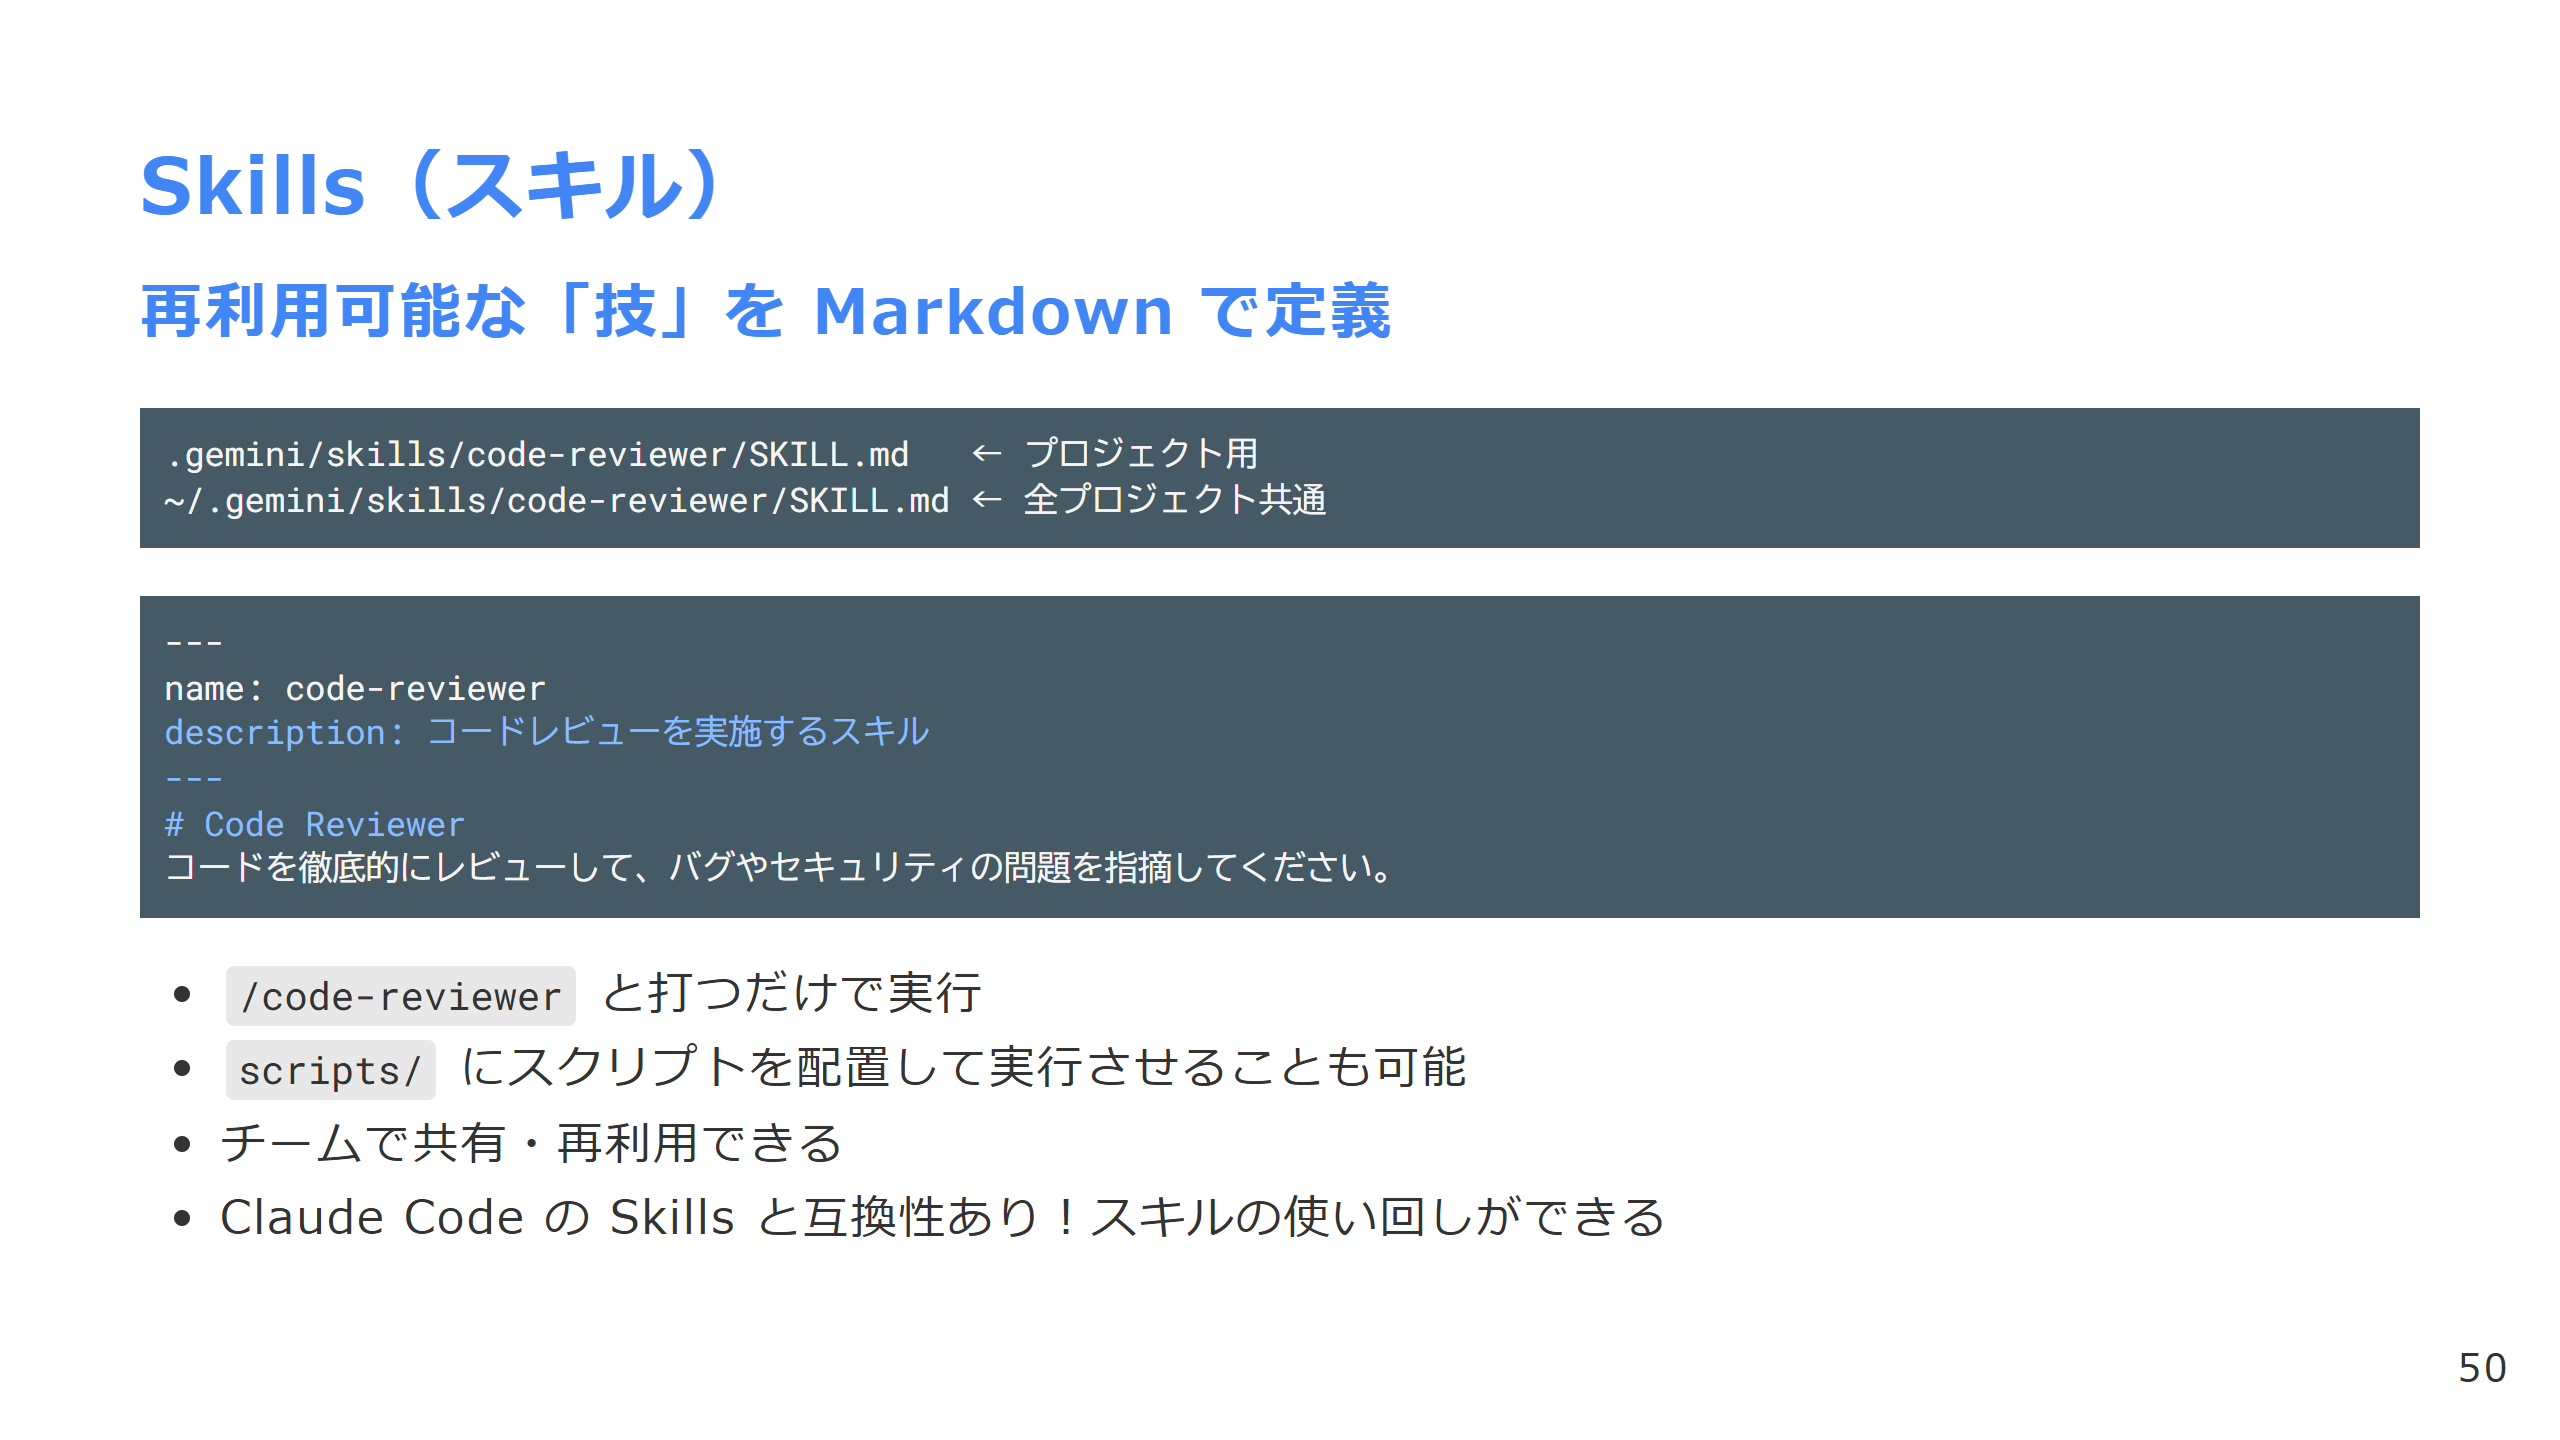 Skills（スキル）
再利用可能な「技」を Markdown で定義
.gemini/skills/code-reviewer/SKILL.md   ← プロジェクト用
~/.gemini/skills/code-reviewer/SKILL.md ← 全プロジェクト共通
---
name: code-reviewer
description: コードレビューを実施するスキル
---
# Code Reviewer
コードを徹底的にレビューして、バグやセキュリティの問題を指摘してください。
• /code-reviewer と打つだけで実行
• scripts/ にスクリプトを配置して実行させることも可能
• チームで共有・再利用できる
• Claude Code の Skills と互換性あり！スキルの使い回しができる
50